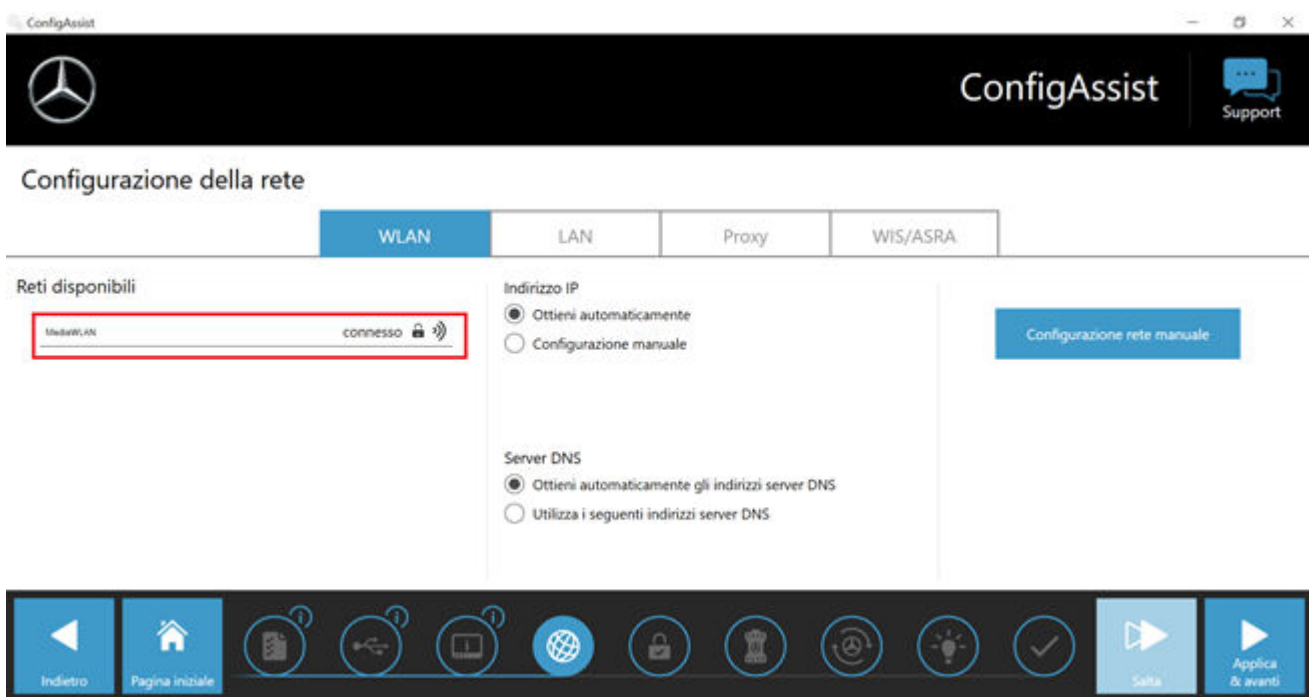 ConfigAssist
ConfigAssist
Support
Configurazione della rete
WLAN
LAN
Proxy
WIS/ASRA
Reti disponibili
MediaWLAN
connesso
Indirizzo IP
Ottieni automaticamente
Configurazione manuale
Configurazione rete manuale
Server DNS
Ottieni automaticamente gli indirizzi server DNS
Utilizza i seguenti indirizzi server DNS
Indietro
Pagina iniziale
Salta
Applica
& avanti